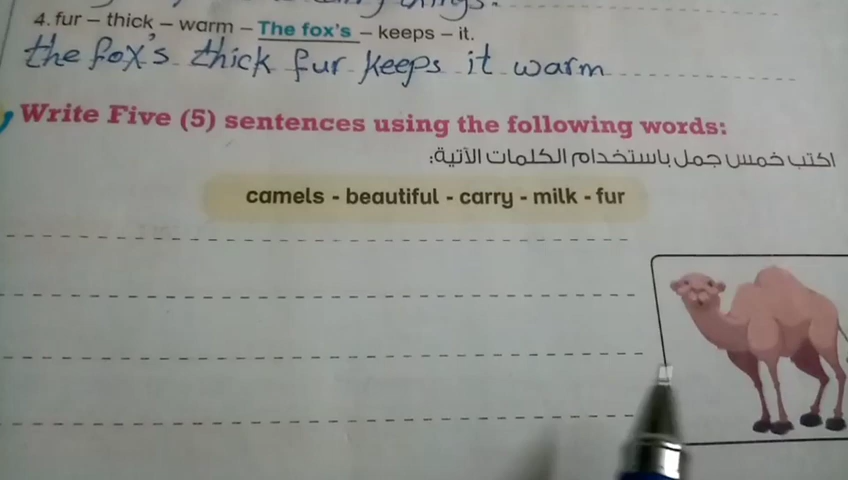 things.
4. fur – thick – warm – The fox's – keeps – it.
the fox's thick fur keeps it warm
Write Five (5) sentences using the following words:
اكتب خمس جمل باستخدام الكلمات الآتية:
camels - beautiful - carry - milk - fur